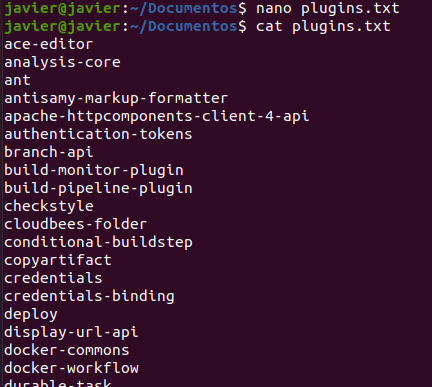 javier@javier:~/Documentos$ nano plugins.txt
javier@javier:~/Documentos$ cat plugins.txt
ace-editor
analysis-core
ant
antisamy-markup-formatter
apache-httpcomponents-client-4-api
authentication-tokens
branch-api
build-monitor-plugin
build-pipeline-plugin
checkstyle
cloudbees-folder
conditional-buildstep
copyartifact
credentials
credentials-binding
deploy
display-url-api
docker-commons
docker-workflow
durable-task